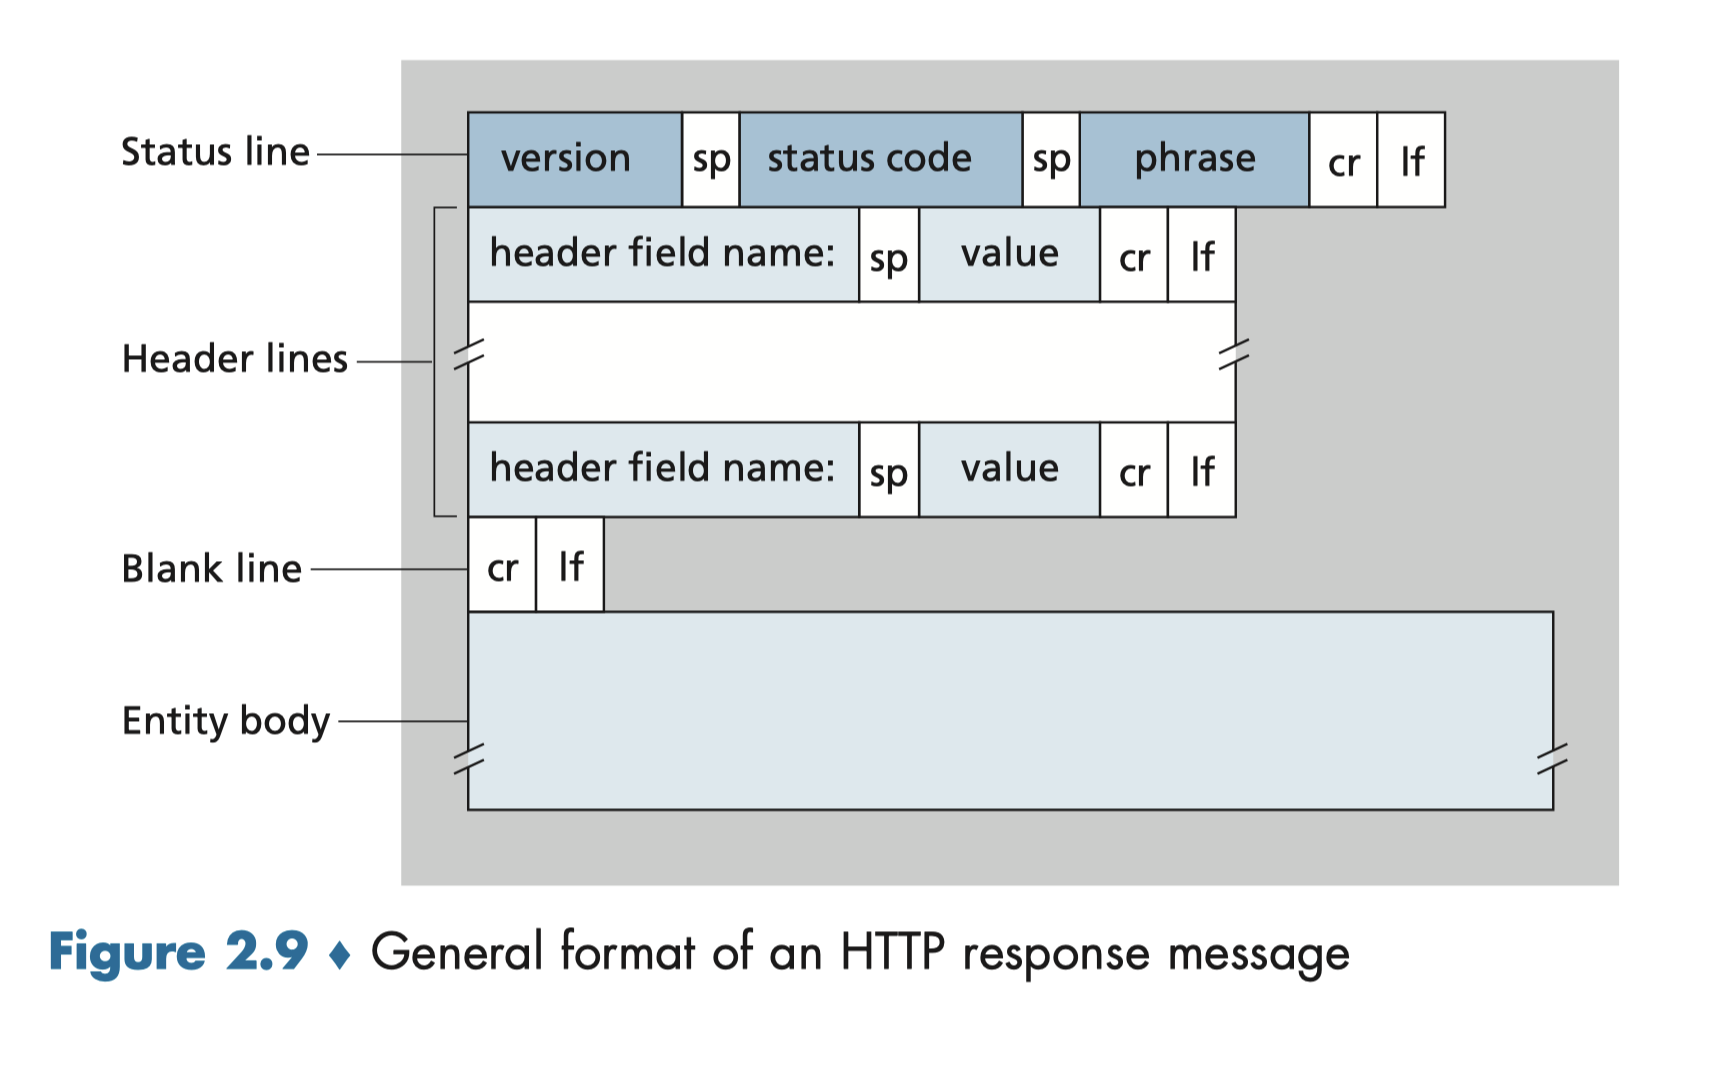 Status line version sp status code sp phrase cr lf
header field name: sp value cr lf
Header lines
header field name: sp value cr lf
Blank line cr lf
Entity body
Figure 2.9 ♦ General format of an HTTP response message